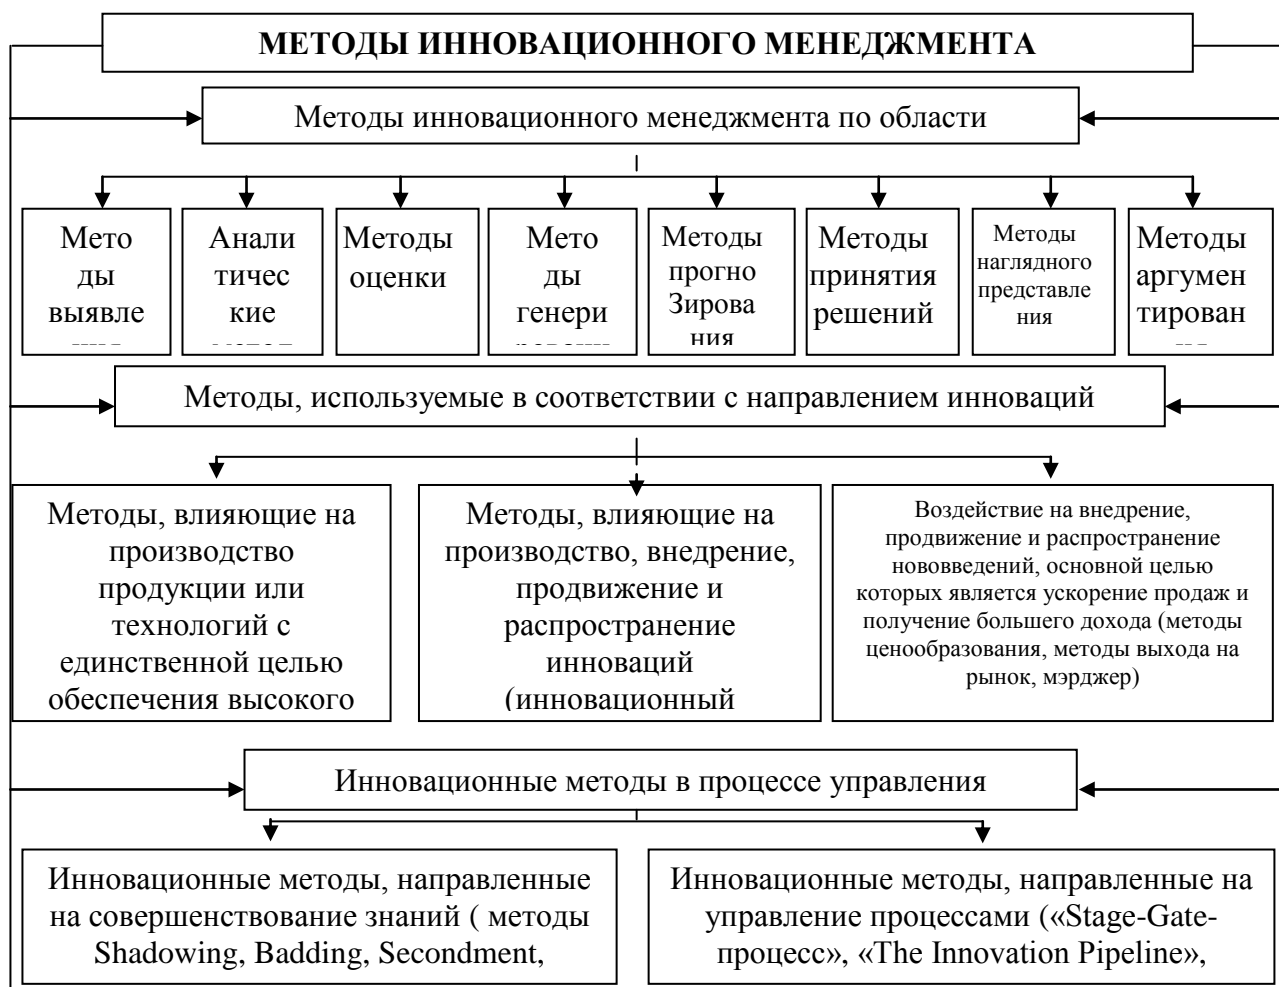 МЕТОДЫ ИННОВАЦИОННОГО МЕНЕДЖМЕНТА
Методы инновационного менеджмента по области
Мето
ды
выявле
Анали
тичес
кие
Методы
оценки
Мето
ды
генери
Методы
прогно
Зирова
ния
Методы
принятия
решений
Методы
наглядного
представле
ния
Методы
аргумен
тирован
Методы, используемые в соответствии с направлением инноваций
Методы, влияющие на
производство
продукции или
технологий с
единственной целью
обеспечения высокого
Методы, влияющие на
производство, внедрение,
продвижение и
распространение
инноваций
(инновационный
Воздействие на внедрение,
продвижение и распространение
нововведений, основной целью
которых является ускорение продаж и
получение большего дохода (методы
ценообразования, методы выхода на
рынок, мэрджер)
Инновационные методы в процессе управления
Инновационные методы, направленные
на совершенствование знаний ( методы
Shadowing, Badding, Secondment,
Инновационные методы, направленные на
управление процессами («Stage-Gate-
процесс», «The Innovation Pipeline»,